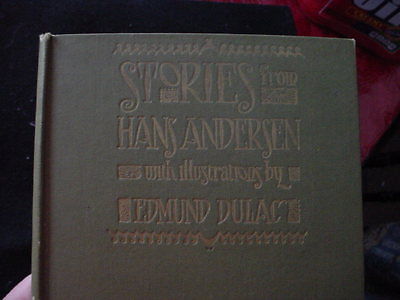 STORIES from
HANS ANDERSEN
with illustrations by
EDMUND DULAC